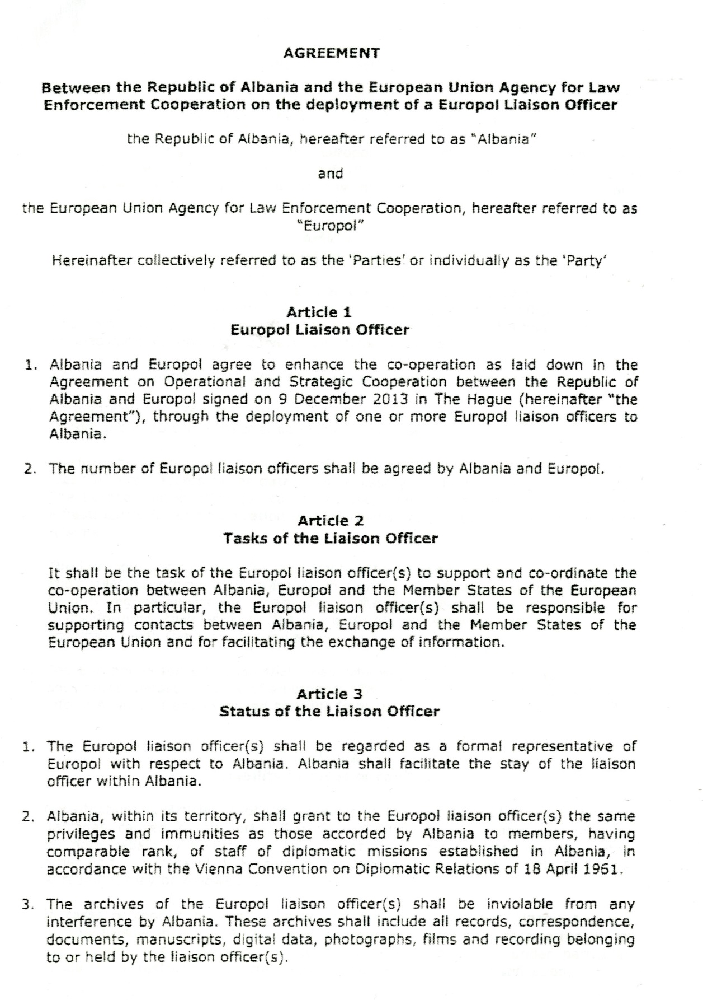 AGREEMENT
Between the Republic of Albania and the European Union Agency for Law
Enforcement Cooperation on the deployment of a Europol Liaison Officer
the Republic of Albania, hereafter referred to as “Albania”
and
the European Union Agency for Law Enforcement Cooperation, hereafter referred to as
“Europol”
Hereinafter collectively referred to as the ‘Parties’ or individually as the ‘Party’
Article 1
Europol Liaison Officer
1. Albania and Europol agree to enhance the co-operation as laid down in the
Agreement on Operational and Strategic Cooperation between the Republic of
Albania and Europol signed on 9 December 2013 in The Hague (hereinafter “the
Agreement”), through the deployment of one or more Europol liaison officers to
Albania.
2. The number of Europol liaison officers shall be agreed by Albania and Europol.
Article 2
Tasks of the Liaison Officer
It shall be the task of the Europol liaison officer(s) to support and co-ordinate the
co-operation between Albania, Europol and the Member States of the European
Union. In particular, the Europol liaison officer(s) shall be responsible for
supporting contacts between Albania, Europol and the Member States of the
European Union and for facilitating the exchange of information.
Article 3
Status of the Liaison Officer
1. The Europol liaison officer(s) shall be regarded as a formal representative of
Europol with respect to Albania. Albania shall facilitate the stay of the liaison
officer within Albania.
2. Albania, within its territory, shall grant to the Europol liaison officer(s) the same
privileges and immunities as those accorded by Albania to members, having
comparable rank, of staff of diplomatic missions established in Albania, in
accordance with the Vienna Convention on Diplomatic Relations of 18 April 1961.
3. The archives of the Europol liaison officer(s) shall be inviolable from any
interference by Albania. These archives shall include all records, correspondence,
documents, manuscripts, digital data, photographs, films and recording belonging
to or held by the liaison officer(s).